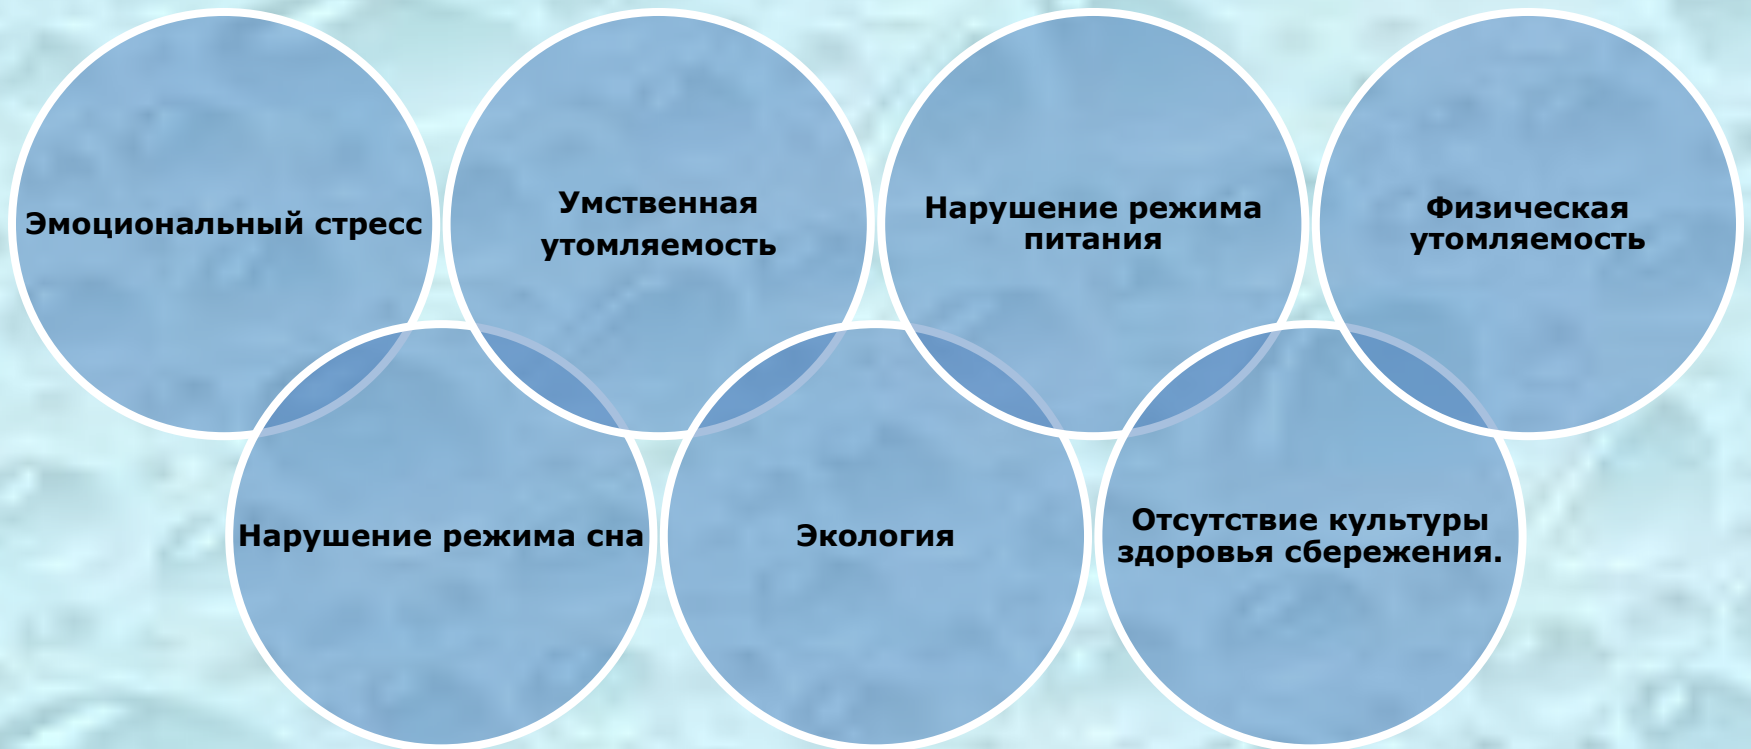 Эмоциональный стресс
Умственная
утомляемость
Нарушение режима
питания
Физическая
утомляемость
Нарушение режима сна
Экология
Отсутствие культуры
здоровья сбережения.